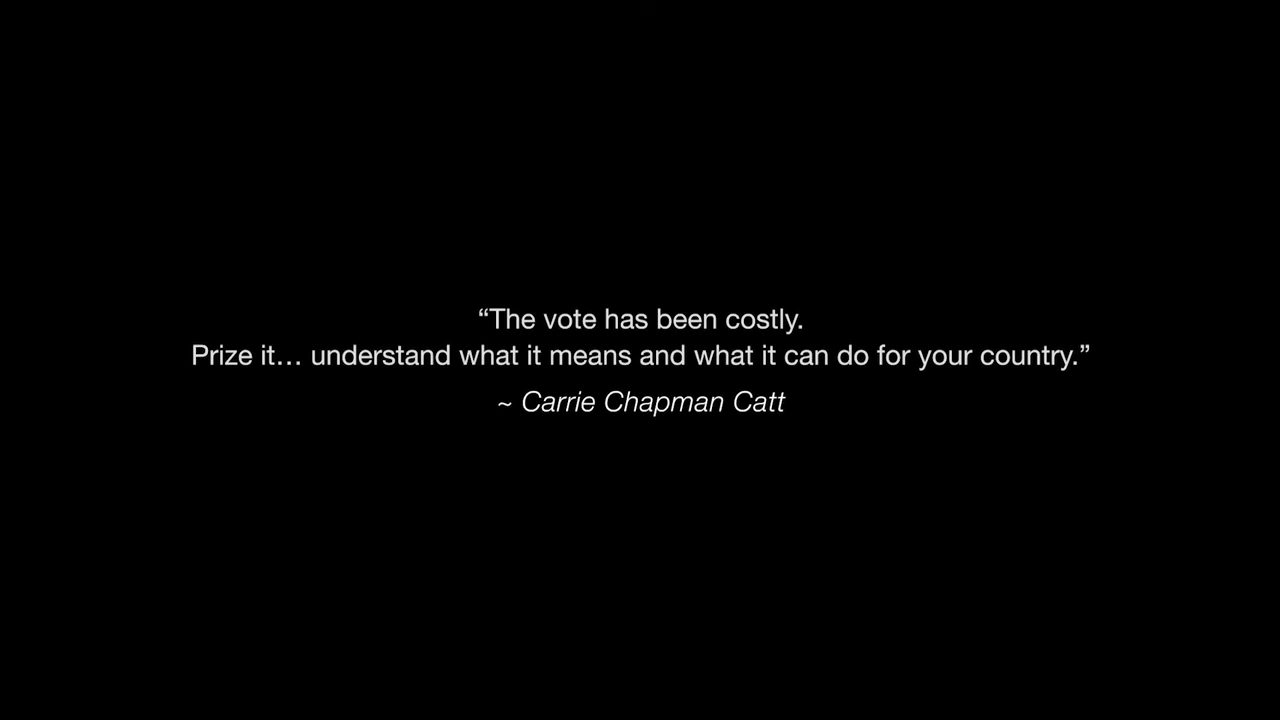 “The vote has been costly.
Prize it… understand what it means and what it can do for your country.”
~ Carrie Chapman Catt